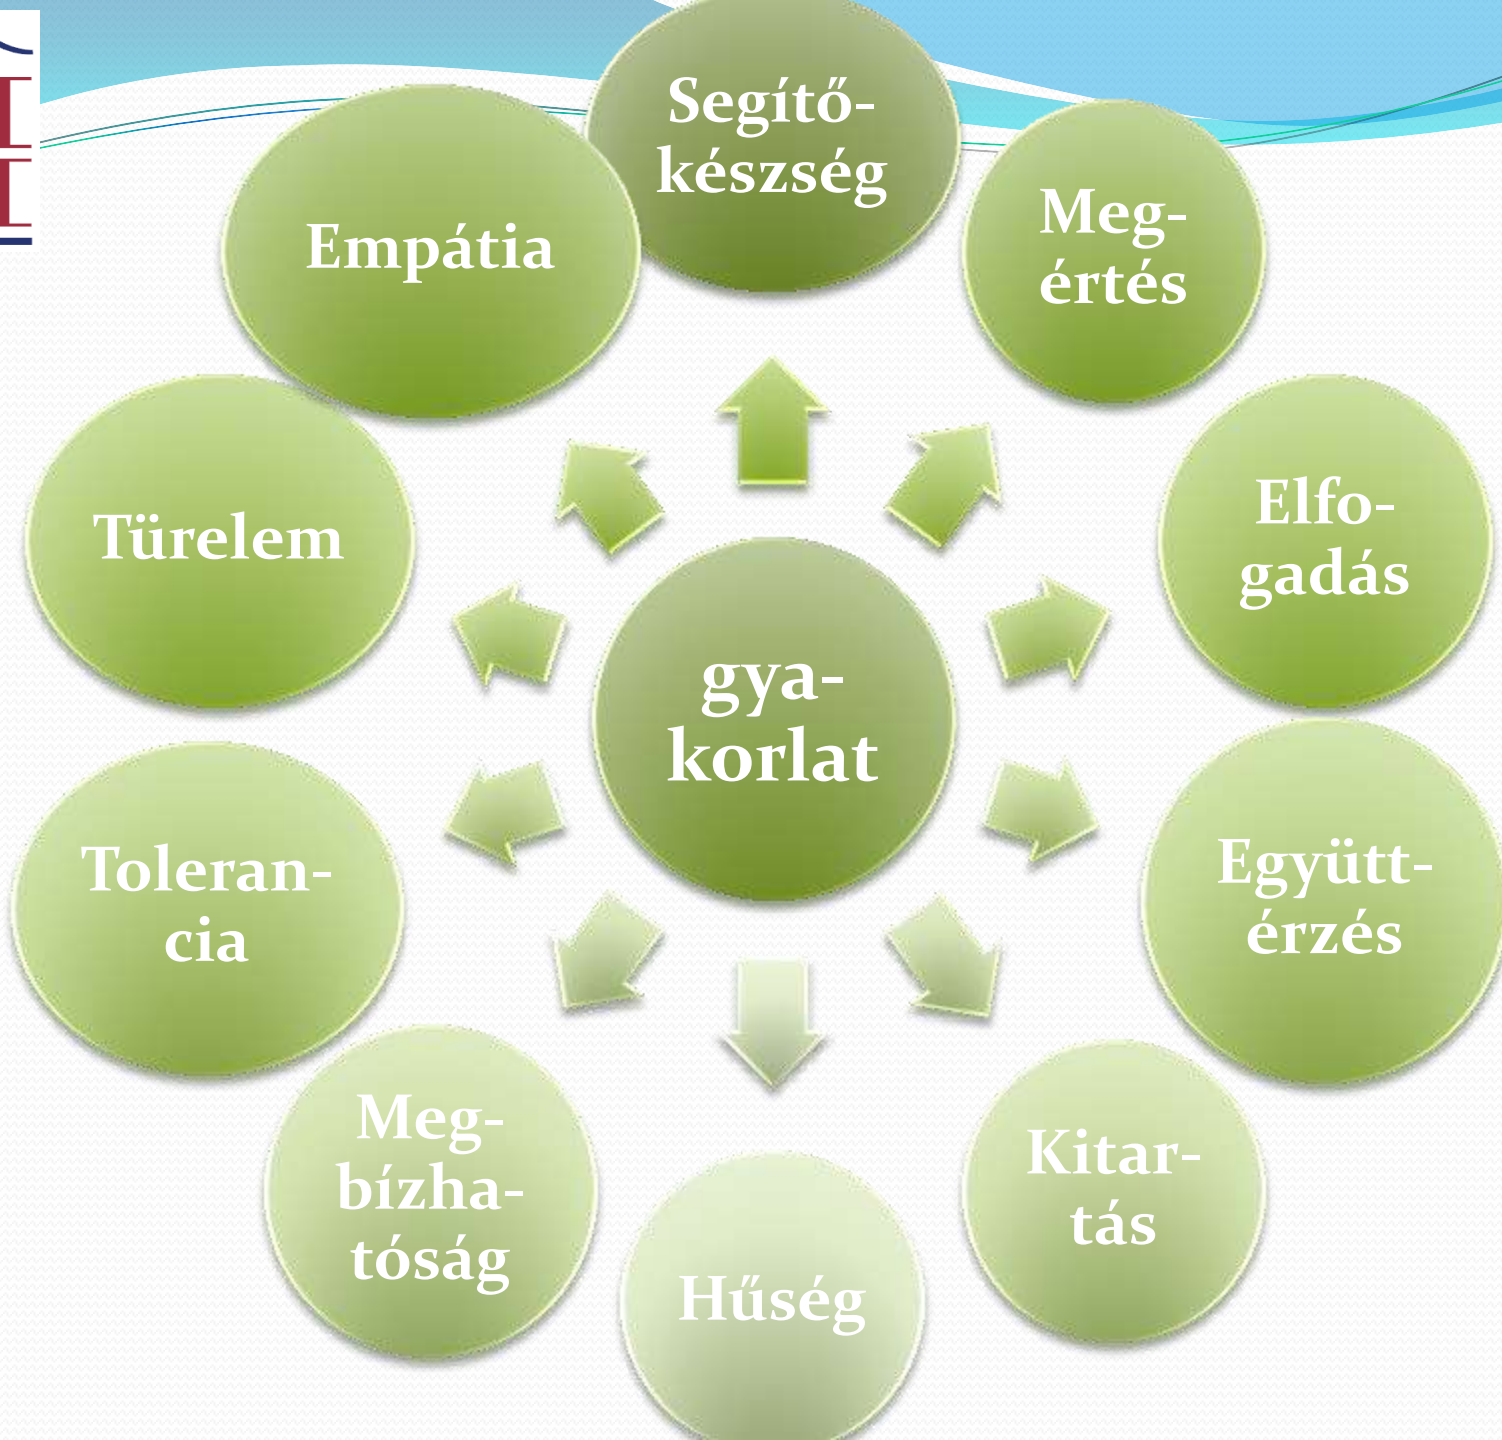 Segítő-
készség
Meg-
értés
Elfo-
gadás
Együtt-
érzés
Kitar-
tás
Hűség
Meg-
bízha-
tóság
Toleran-
cia
Türelem
Empátia
gya-
korlat